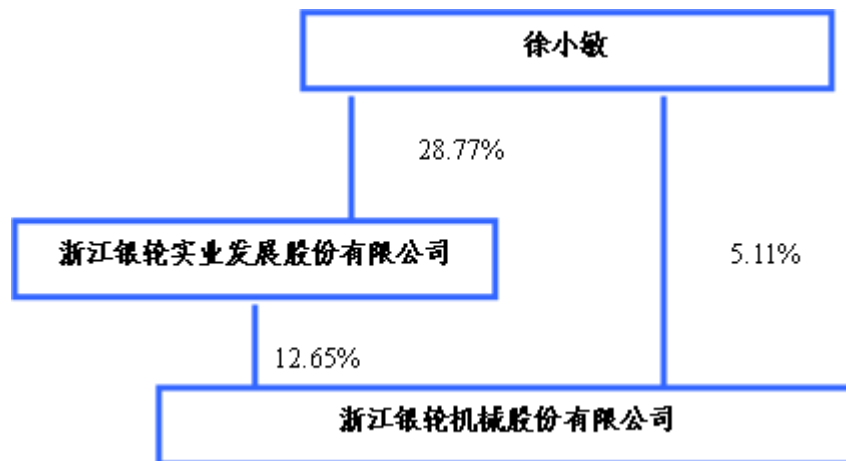 徐小敏
28.77%
浙江银轮实业发展股份有限公司
5.11%
12.65%
浙江银轮机械股份有限公司